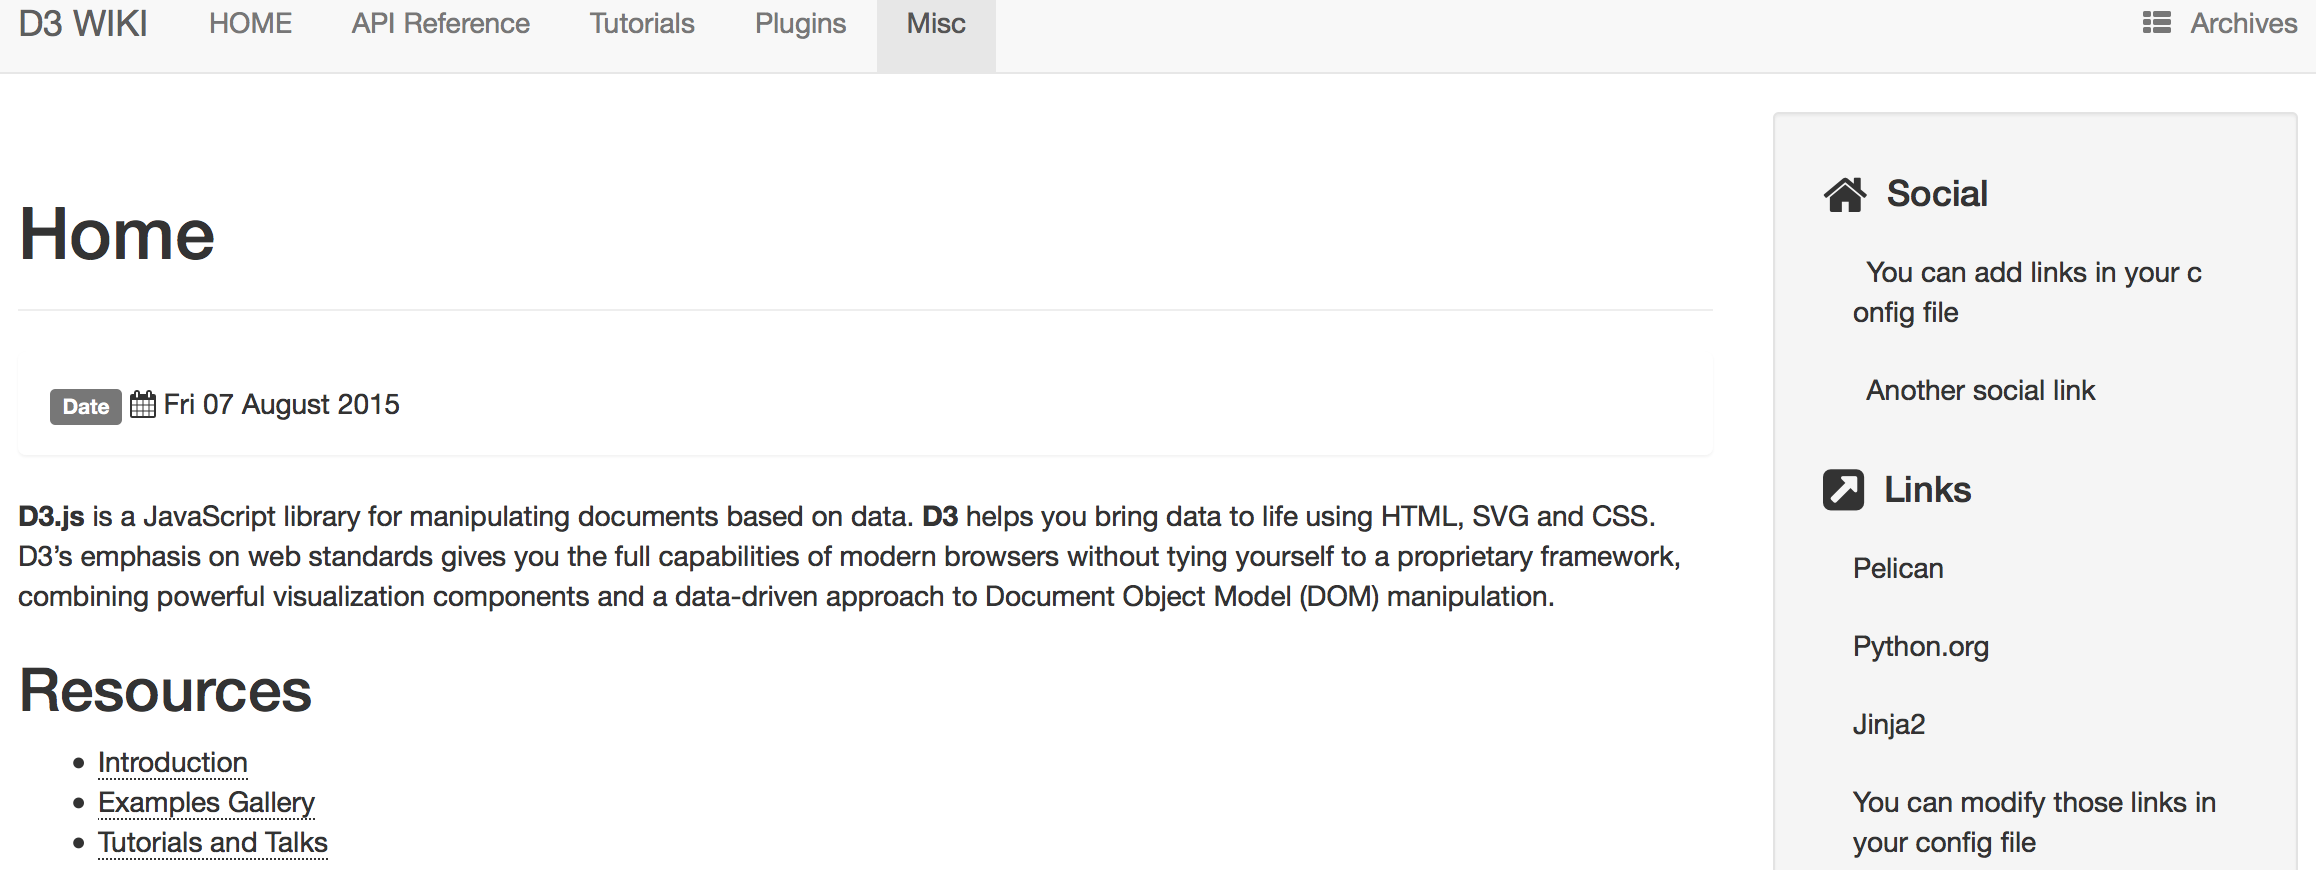 D3 WIKI HOME API Reference Tutorials Plugins Misc Archives
Home
Date Fri 07 August 2015
D3.js is a JavaScript library for manipulating documents based on data. D3 helps you bring data to life using HTML, SVG and CSS.
D3’s emphasis on web standards gives you the full capabilities of modern browsers without tying yourself to a proprietary framework,
combining powerful visualization components and a data-driven approach to Document Object Model (DOM) manipulation.
Resources
Introduction
Examples Gallery
Tutorials and Talks
Social
You can add links in your c
onfig file
Another social link
Links
Pelican
Python.org
Jinja2
You can modify those links in
your config file